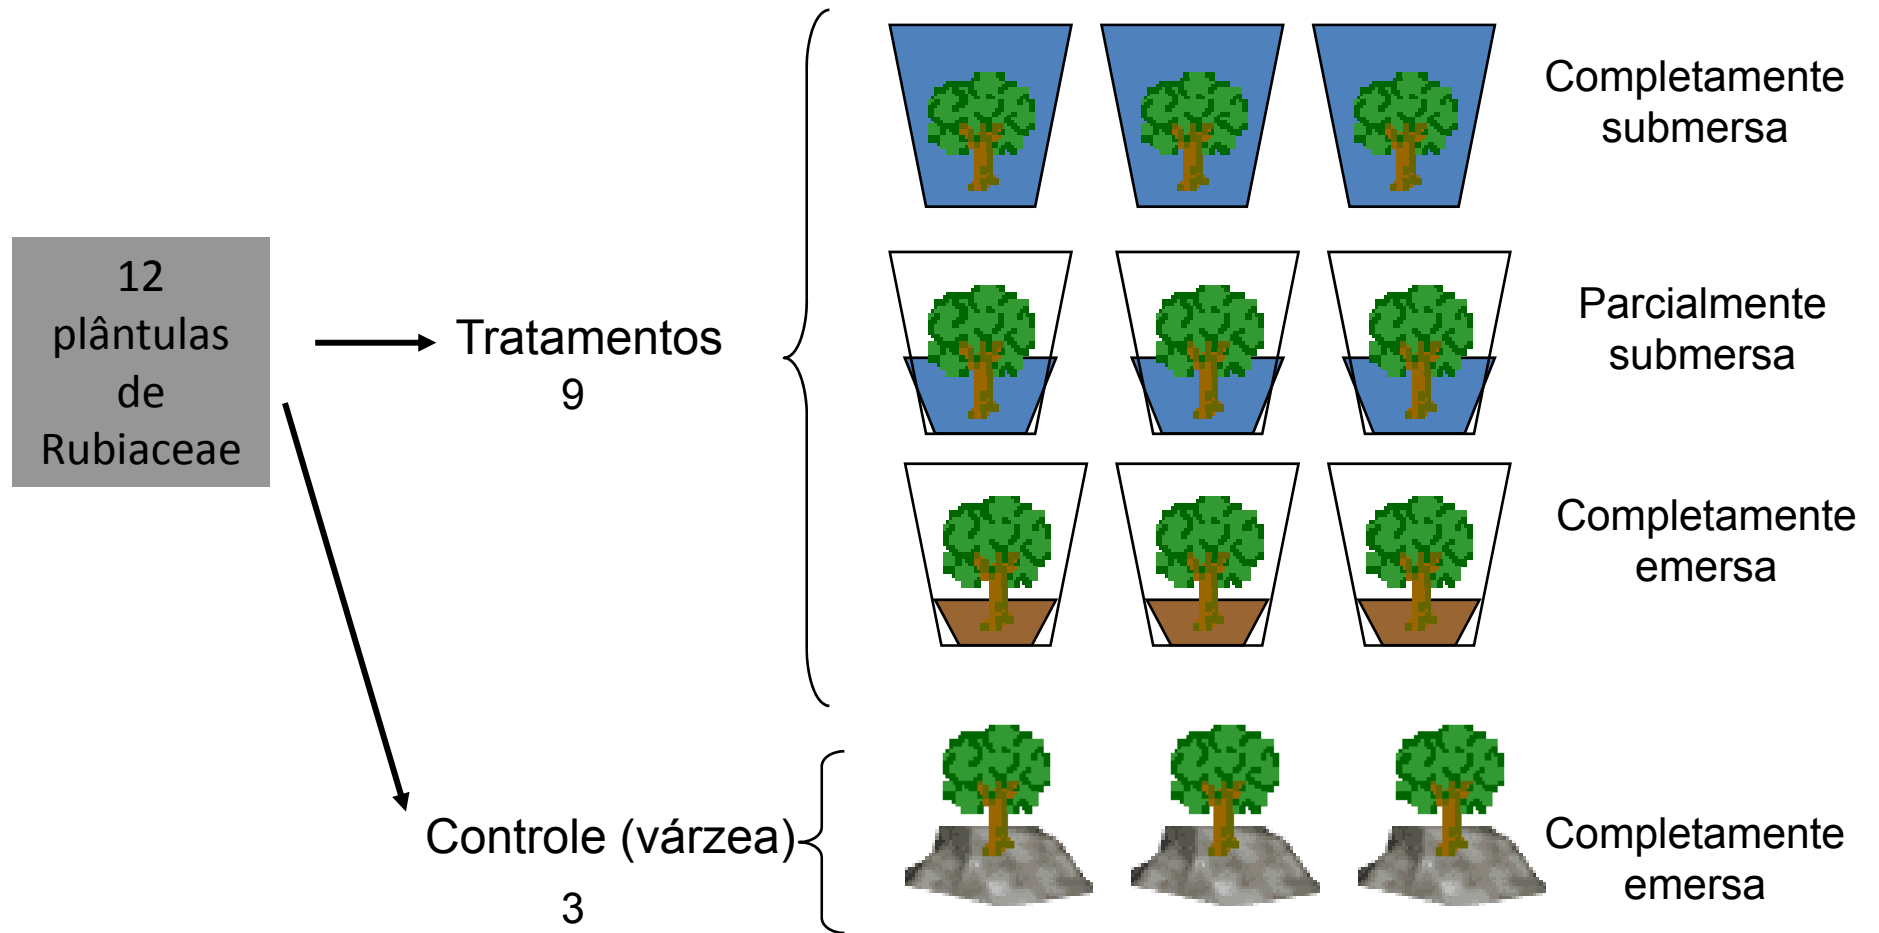 12
plântulas
de
Rubiaceae
Tratamentos
9
Controle (várzea)
3
Completamente
submersa
Parcialmente
submersa
Completamente
emersa
Completamente
emersa